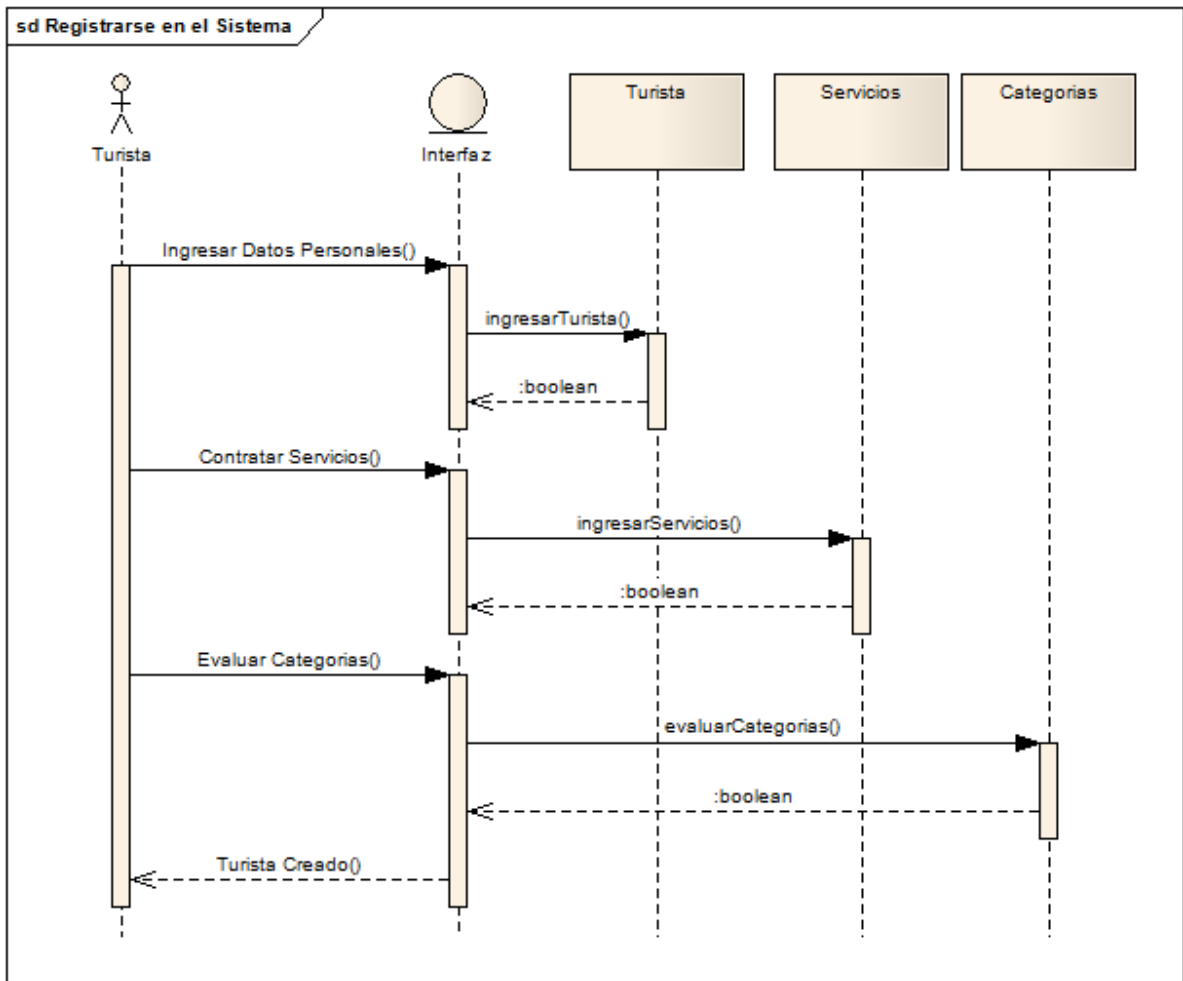 sd Registrarse en el Sistema
Turista
Interfaz
Turista
Servicios
Categorias
Ingresar Datos Personales()
ingresarTurista()
:boolean
Contratar Servicios()
ingresarServicios()
:boolean
Evaluar Categorias()
evaluarCategorias()
:boolean
Turista Creado()